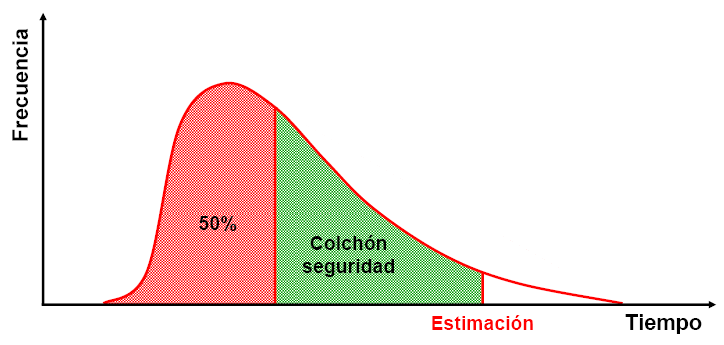 Frecuencia
50%
Colchón
seguridad
Estimación
Tiempo